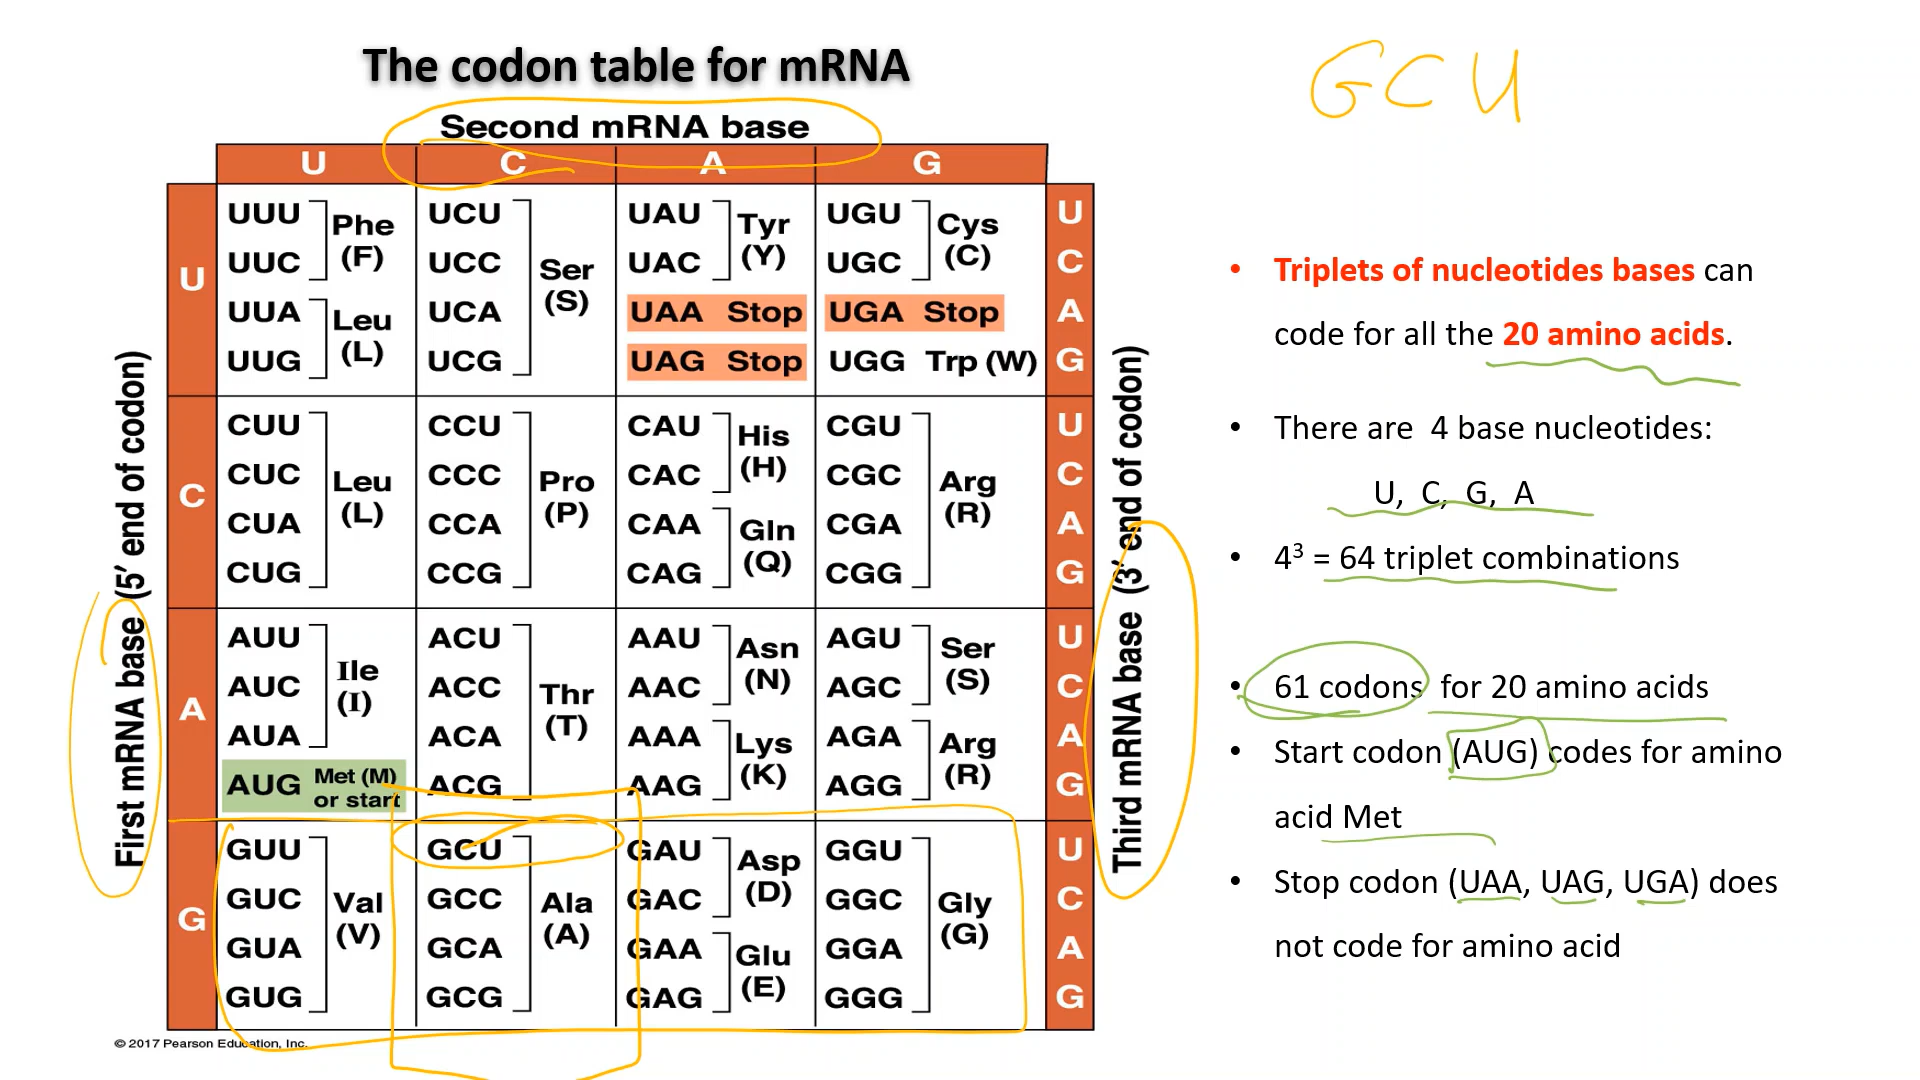 The codon table for mRNA
GCU
Second mRNA base
U C A G
First mRNA base (5′ end of codon)
U
UUU
UUC
Phe
(F)
UUA
UUG
Leu
(L)
UCU
UCC
UCA
UCG
Ser
(S)
UAU
UAC
Tyr
(Y)
UAA Stop
UAG Stop
UGU
UGC
Cys
(C)
UGA Stop
UGG Trp (W)
U
C
A
G
C
CUU
CUC
CUA
CUG
Leu
(L)
CCU
CCC
CCA
CCG
Pro
(P)
CAU
CAC
His
(H)
CAA
CAG
Gln
(Q)
CGU
CGC
CGA
CGG
Arg
(R)
U
C
A
G
A
AUU
AUC
AUA
Ile
(I)
AUG Met (M)
or start
ACU
ACC
ACA
ACG
Thr
(T)
AAU
AAC
Asn
(N)
AAA
AAG
Lys
(K)
AGU
AGC
Ser
(S)
AGA
AGG
Arg
(R)
U
C
A
G
G
GUU
GUC
GUA
GUG
Val
(V)
GCU
GCC
GCA
GCG
Ala
(A)
GAU
GAC
Asp
(D)
GAA
GAG
Glu
(E)
GGU
GGC
GGA
GGG
Gly
(G)
U
C
A
G
Third mRNA base (3′ end of codon)
© 2017 Pearson Education, Inc.
• Triplets of nucleotides bases can
code for all the 20 amino acids.
• There are 4 base nucleotides:
U, C, G, A
• 4³ = 64 triplet combinations
• 61 codons for 20 amino acids
• Start codon (AUG) codes for amino
acid Met
• Stop codon (UAA, UAG, UGA) does
not code for amino acid